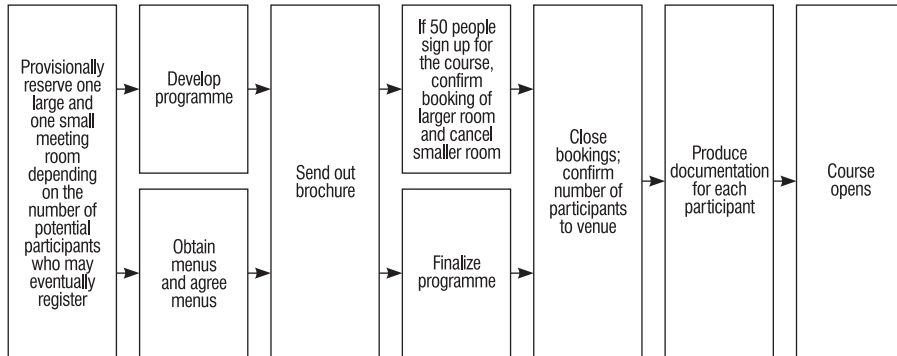 Provisionally
reserve one
large and
one small
meeting
room
depending
on the
number of
potential
participants
who may
eventually
register
Develop
programme
Obtain
menus
and agree
menus
Send out
brochure
If 50 people
sign up for
the course,
confirm
booking of
larger room
and cancel
smaller room
Finalize
programme
Close
bookings;
confirm
number of
participants
to venue
Produce
documentation
for each
participant
Course
opens